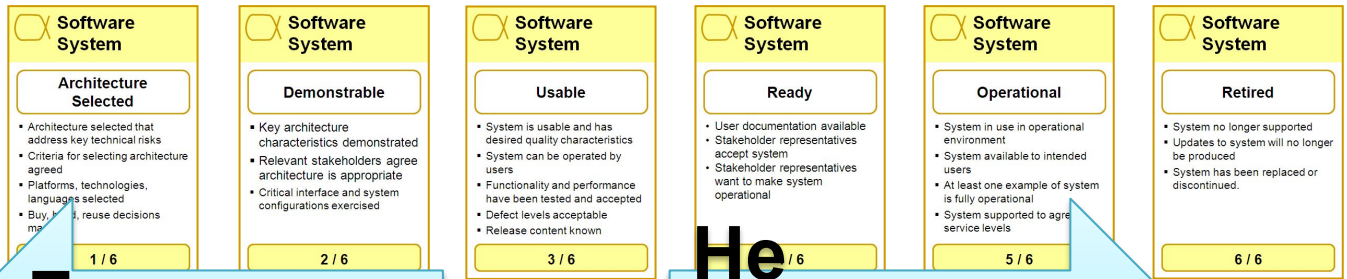 Software
System
Architecture
Selected
▪ Architecture selected that
address key technical risks
▪ Criteria for selecting architecture
agreed
▪ Platforms, technologies,
languages selected
▪ Buy, reuse decisions
1 / 6
Software
System
Demonstrable
▪ Key architecture
characteristics demonstrated
▪ Relevant stakeholders agree
architecture is appropriate
▪ Critical interface and system
configurations exercised
2 / 6
Software
System
Usable
▪ System is usable and has
desired quality characteristics
▪ System can be operated by
users
▪ Functionality and performance
have been tested and accepted
▪ Defect levels acceptable
▪ Release content known
3 / 6
Software
System
Ready
• User documentation available
• Stakeholder representatives
accept system
• Stakeholder representatives
want to make system
operational
/ 6
He
Software
System
Operational
▪ System in use in operational
environment
▪ System available to intended
users
▪ At least one example of system
is fully operational
▪ System supported to
service levels
5 / 6
Software
System
Retired
▪ System no longer supported
▪ Updates to system will no longer
be produced
▪ System has been replaced or
discontinued.
6 / 6